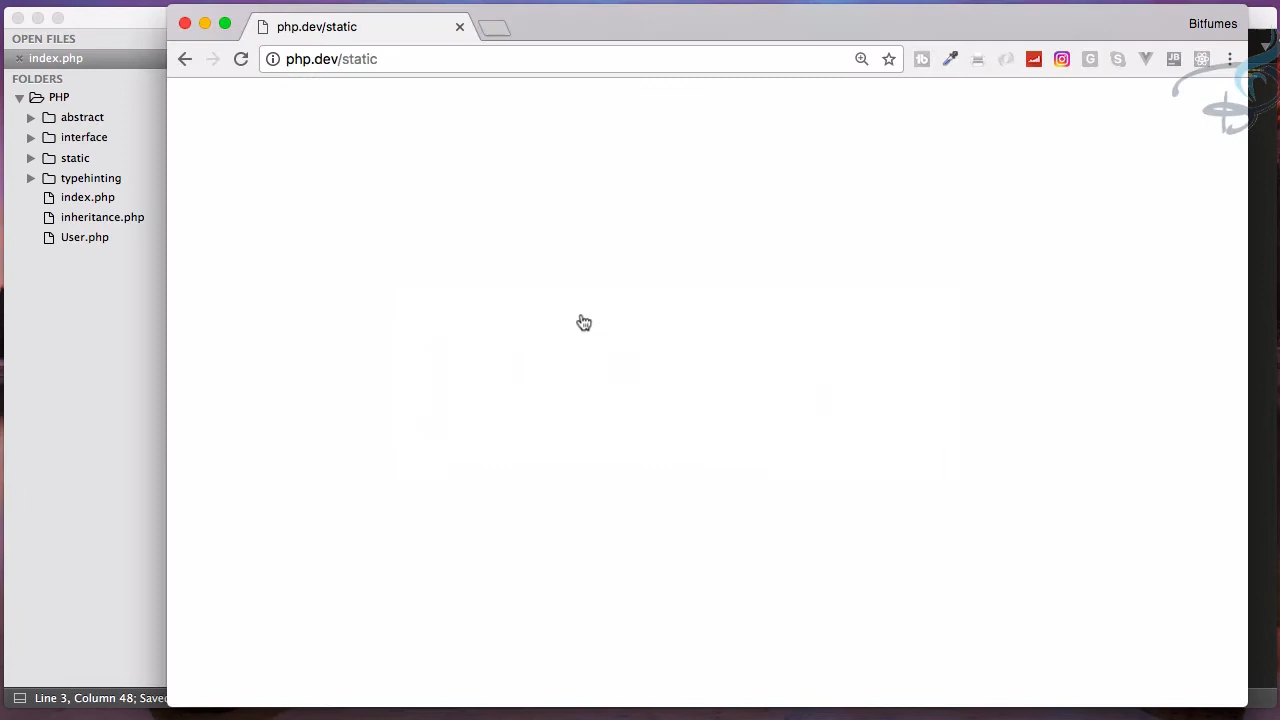 php.dev/static
Bitfumes
php.dev/static
OPEN FILES
index.php
FOLDERS
PHP
abstract
interface
static
typehinting
index.php
inheritance.php
User.php
Line 3, Column 48; Save